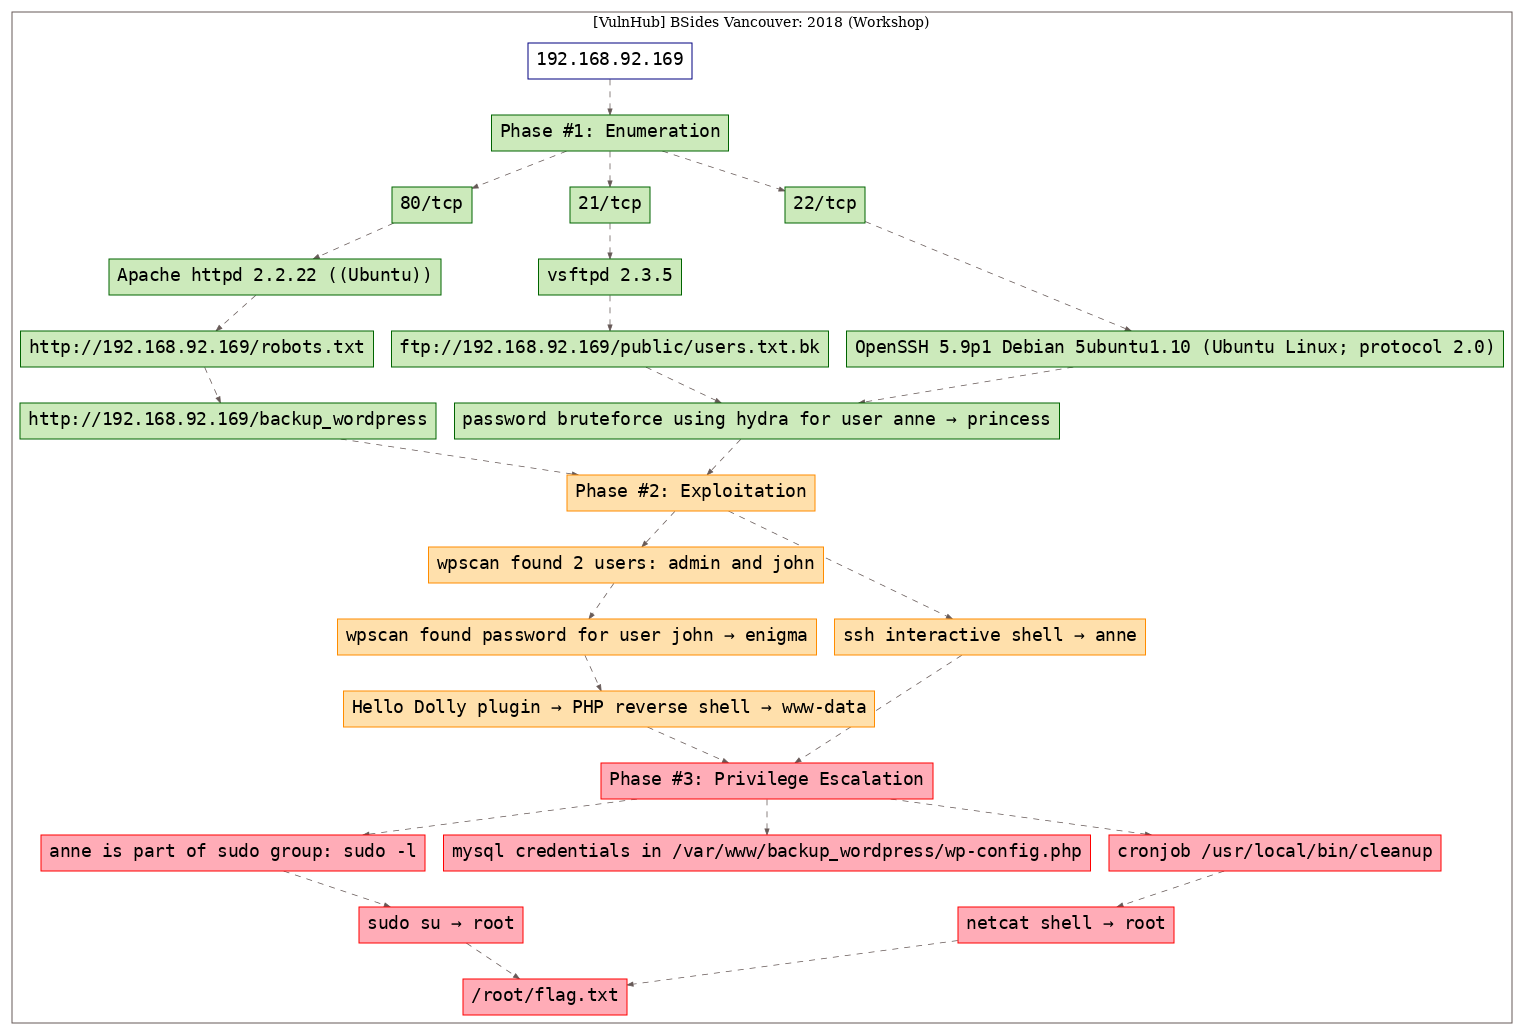 [VulnHub] BSides Vancouver: 2018 (Workshop)
192.168.92.169
Phase #1: Enumeration
80/tcp
21/tcp
22/tcp
Apache httpd 2.2.22 ((Ubuntu))
vsftpd 2.3.5
http://192.168.92.169/robots.txt
ftp://192.168.92.169/public/users.txt.bk
OpenSSH 5.9p1 Debian 5ubuntu1.10 (Ubuntu Linux; protocol 2.0)
http://192.168.92.169/backup_wordpress
password bruteforce using hydra for user anne → princess
Phase #2: Exploitation
wpscan found 2 users: admin and john
wpscan found password for user john → enigma
ssh interactive shell → anne
Hello Dolly plugin → PHP reverse shell → www-data
Phase #3: Privilege Escalation
anne is part of sudo group: sudo -l
mysql credentials in /var/www/backup_wordpress/wp-config.php
cronjob /usr/local/bin/cleanup
sudo su → root
netcat shell → root
/root/flag.txt